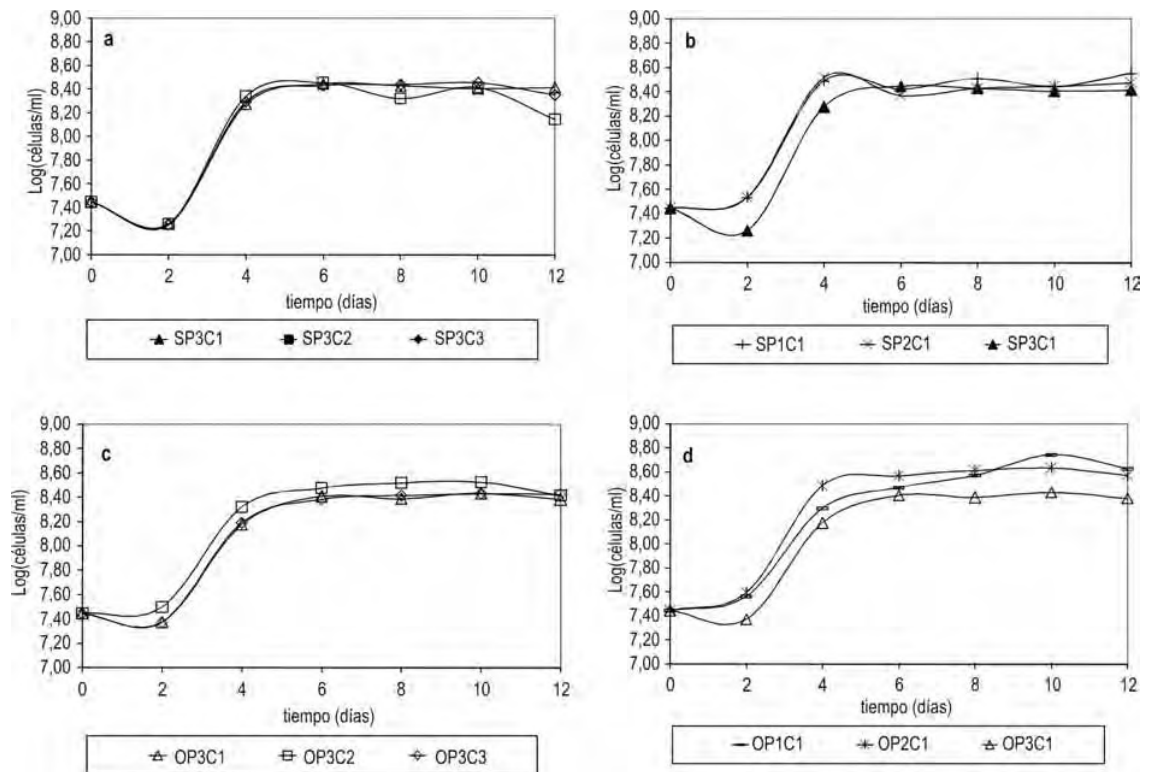 a
Log(células/ml)
9,00
8,80
8,60
8,40
8,20
8,00
7,80
7,60
7,40
7,20
7,00
0 2 4 6 8 10 12
tiempo (días)
SP3C1 SP3C2 SP3C3
b
Log(células/ml)
9,00
8,80
8,60
8,40
8,20
8,00
7,80
7,60
7,40
7,20
7,00
0 2 4 6 8 10 12
tiempo (días)
SP1C1 SP2C1 SP3C1
c
Log(células/ml)
9,00
8,80
8,60
8,40
8,20
8,00
7,80
7,60
7,40
7,20
7,00
0 2 4 6 8 10 12
tiempo (días)
OP3C1 OP3C2 OP3C3
d
Log(células/ml)
9,00
8,80
8,60
8,40
8,20
8,00
7,80
7,60
7,40
7,20
7,00
0 2 4 6 8 10 12
tiempo (días)
OP1C1 OP2C1 OP3C1